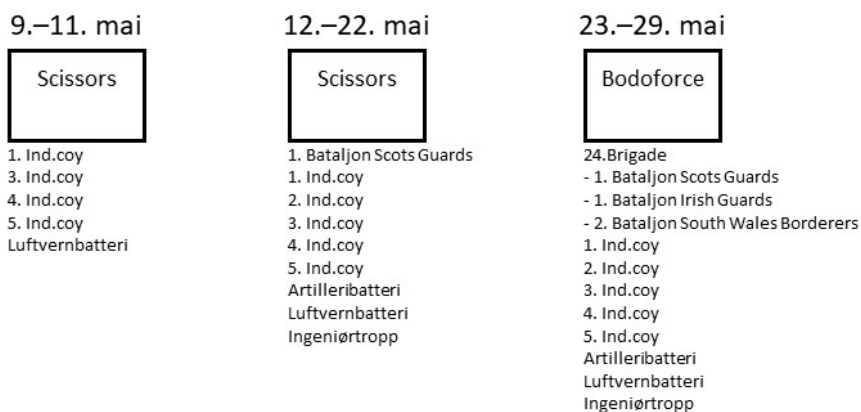 9.–11. mai
Scissors
1. Ind.coy
3. Ind.coy
4. Ind.coy
5. Ind.coy
Luftvernbatteri
12.–22. mai
Scissors
1. Bataljon Scots Guards
1. Ind.coy
2. Ind.coy
3. Ind.coy
4. Ind.coy
5. Ind.coy
Artilleribatteri
Luftvernbatteri
Ingeniørtropp
23.–29. mai
Bodoforce
24.Brigade
- 1. Bataljon Scots Guards
- 1. Bataljon Irish Guards
- 2. Bataljon South Wales Borderers
1. Ind.coy
2. Ind.coy
3. Ind.coy
4. Ind.coy
5. Ind.coy
Artilleribatteri
Luftvernbatteri
Ingeniørtropp